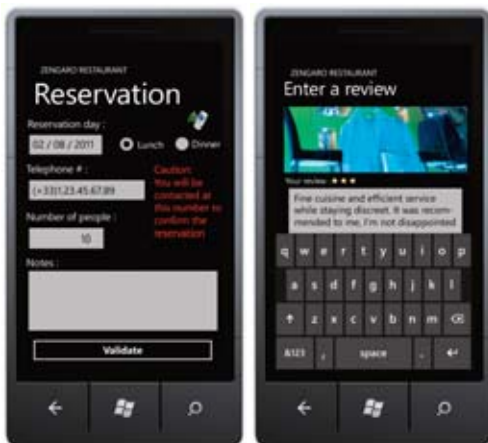 ZENGARO RESTAURANT
Reservation
Reservation day :
02 / 08 / 2011
Lunch
Dinner
Telephone # :
(+33)1.23.45.67.89
Caution:
You will be
contacted at
this number to
confirm the
reservation
Number of people :
10
Notes :
Validate
ZENGARO RESTAURANT
Enter a review
Your review
Fine cuisine and efficient service
while staying discreet. It was recom-
mended to me, I'm not disappointed
q w e r t y u i o p
a s d f g h j k l
z x c v b n m
A123 , space .